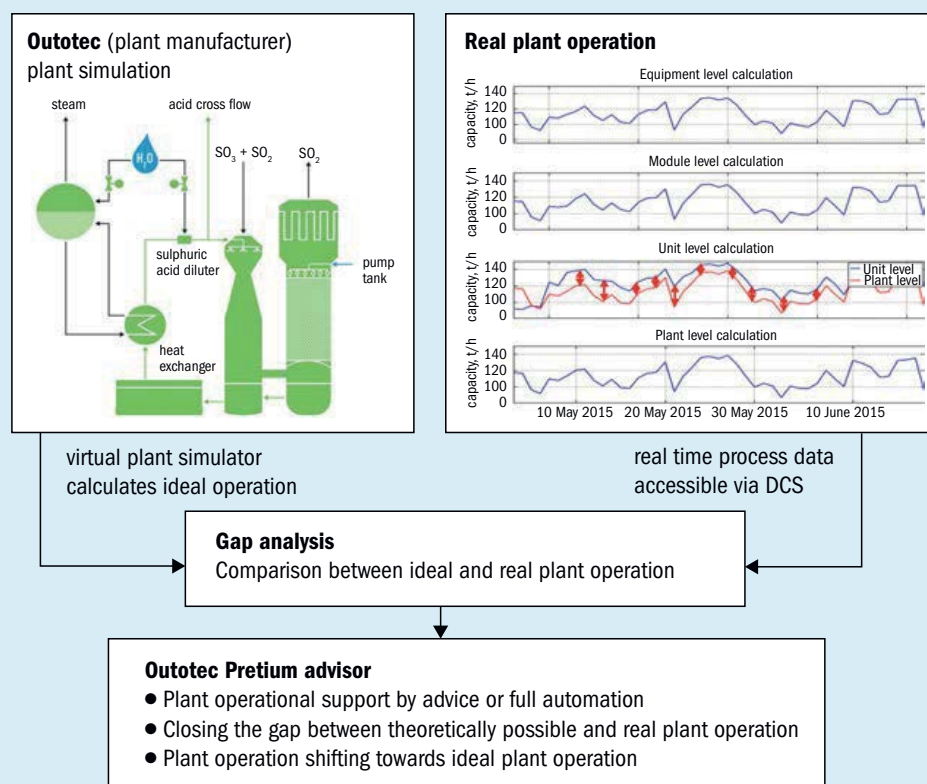 Outotec (plant manufacturer)
plant simulation
steam
acid cross flow
H₂O
SO3 + SO2
SO2
sulphuric
acid diluter
pump
tank
heat
exchanger
Real plant operation
Equipment level calculation
capacity, t/h
140
120
100
0
Module level calculation
capacity, t/h
140
120
100
0
Unit level calculation
capacity, t/h
140
120
100
0
Unit level
Plant level
Plant level calculation
capacity, t/h
140
120
100
0
10 May 2015
20 May 2015
30 May 2015
10 June 2015
virtual plant simulator
calculates ideal operation
real time process data
accessible via DCS
Gap analysis
Comparison between ideal and real plant operation
Outotec Pretium advisor
● Plant operational support by advice or full automation
● Closing the gap between theoretically possible and real plant operation
● Plant operation shifting towards ideal plant operation